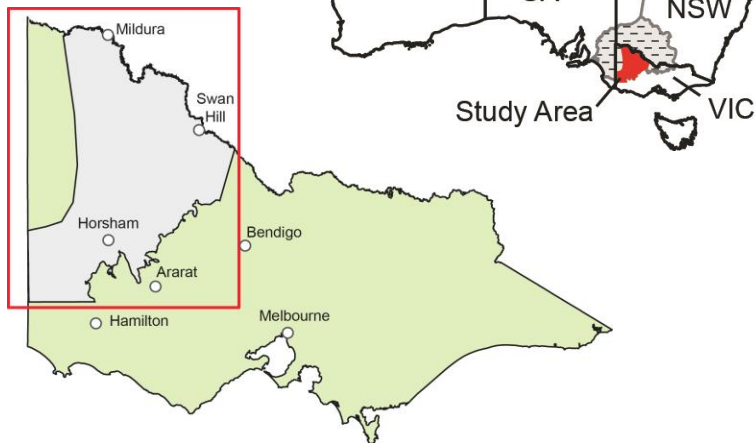 NSW
Study Area
VIC
Mildura
Swan
Hill
Horsham
Bendigo
Ararat
Hamilton
Melbourne